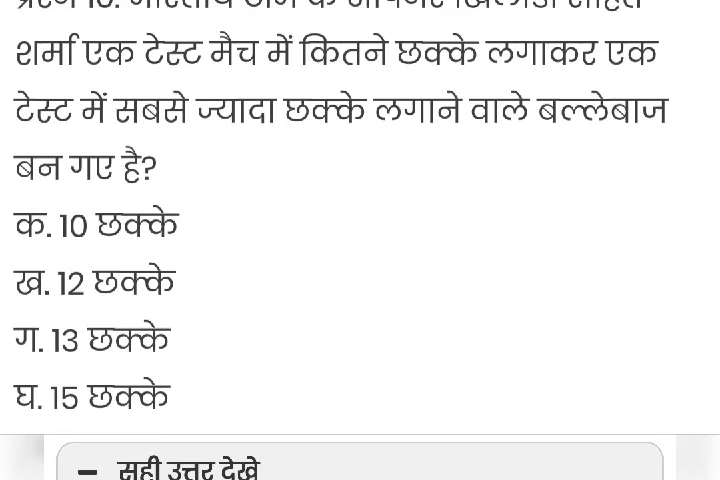 शर्मा एक टेस्ट मैच में कितने छक्के लगाकर एक
टेस्ट में सबसे ज्यादा छक्के लगाने वाले बल्लेबाज
बन गए है?
क. 10 छक्के
ख. 12 छक्के
ग. 13 छक्के
घ. 15 छक्के
– सही उत्तर देखे